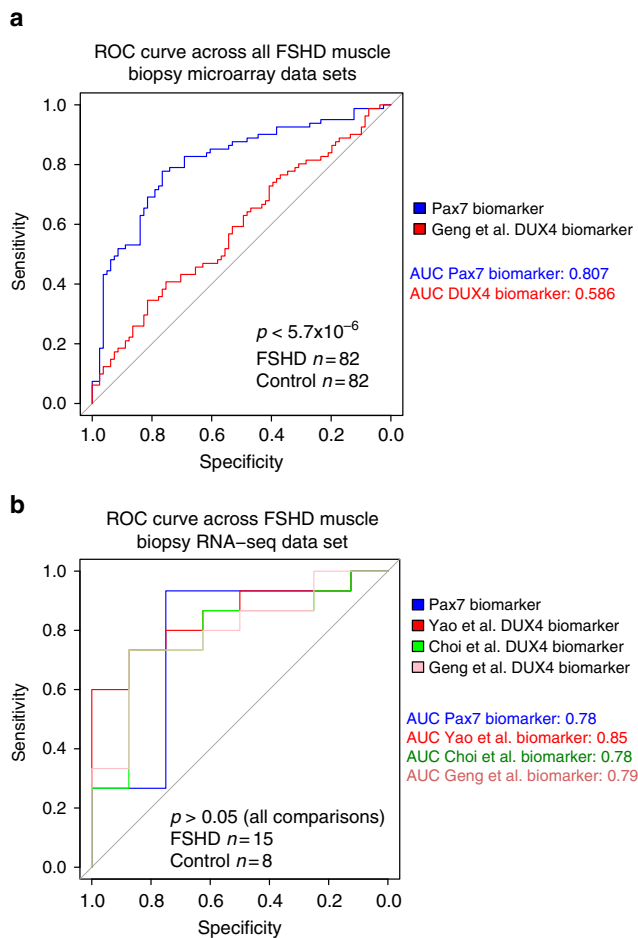 a
ROC curve across all FSHD muscle
biopsy microarray data sets
1.0
0.8
0.6
0.4
0.2
0.0
Sensitivity
1.0 0.8 0.6 0.4 0.2 0.0
Specificity
p < 5.7x10⁻⁶
FSHD n=82
Control n=82
Pax7 biomarker
Geng et al. DUX4 biomarker
AUC Pax7 biomarker: 0.807
AUC DUX4 biomarker: 0.586
b
ROC curve across FSHD muscle
biopsy RNA–seq data set
1.0
0.8
0.6
0.4
0.2
0.0
Sensitivity
1.0 0.8 0.6 0.4 0.2 0.0
Specificity
p > 0.05 (all comparisons)
FSHD n=15
Control n=8
Pax7 biomarker
Yao et al. DUX4 biomarker
Choi et al. DUX4 biomarker
Geng et al. DUX4 biomarker
AUC Pax7 biomarker: 0.78
AUC Yao et al. biomarker: 0.85
AUC Choi et al. biomarker: 0.78
AUC Geng et al. biomarker: 0.79